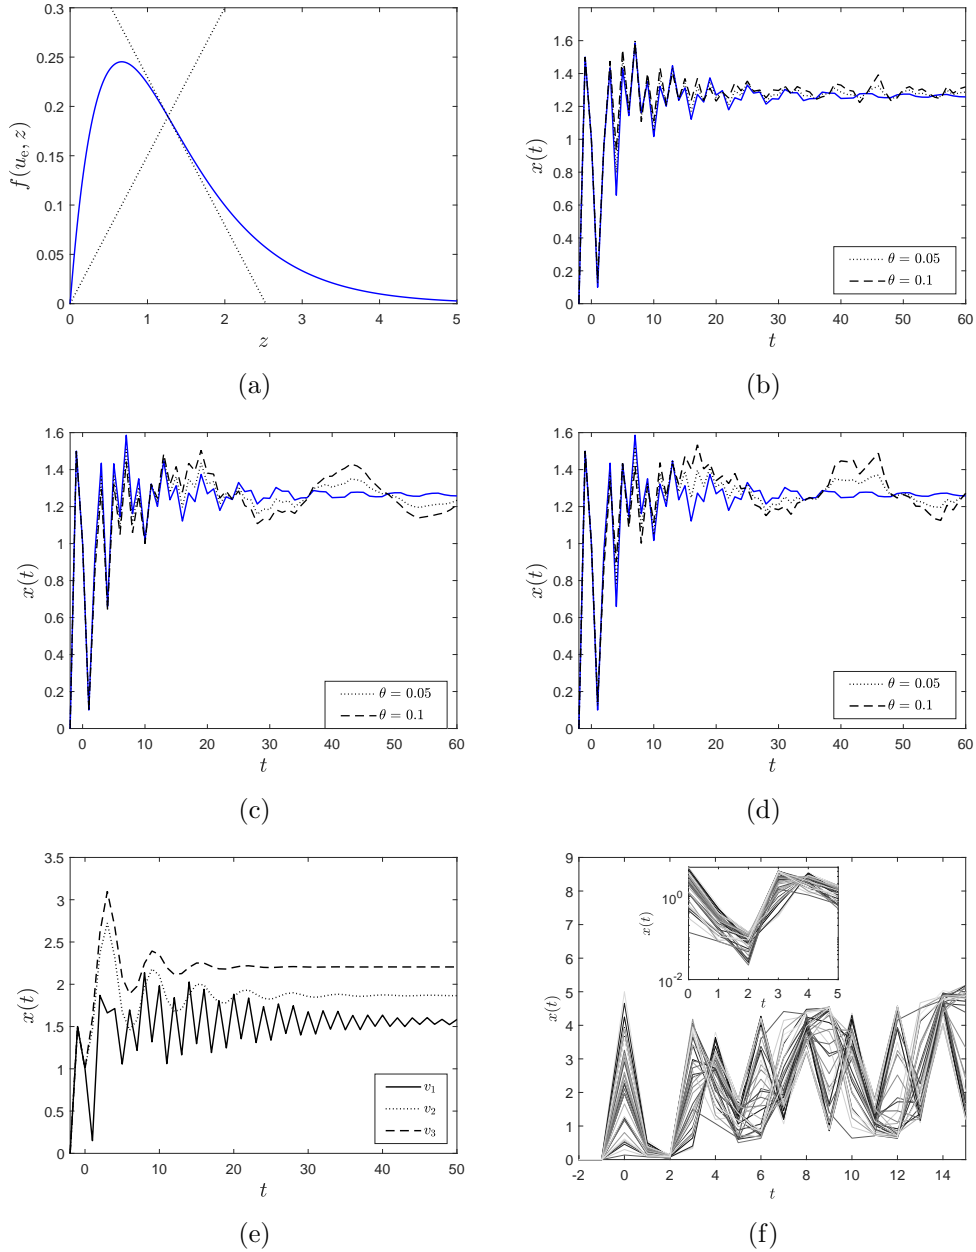 0.3
0.25
0.2
0.15
0.1
0.05
0
f(u_e, z)
0 1 2 3 4 5
z
(a)
1.6
1.4
1.2
1
0.8
0.6
0.4
0.2
0
x(t)
θ = 0.05
θ = 0.1
0 10 20 30 40 50 60
t
(b)
1.6
1.4
1.2
1
0.8
0.6
0.4
0.2
0
x(t)
θ = 0.05
θ = 0.1
0 10 20 30 40 50 60
t
(c)
1.6
1.4
1.2
1
0.8
0.6
0.4
0.2
0
x(t)
θ = 0.05
θ = 0.1
0 10 20 30 40 50 60
t
(d)
3.5
3
2.5
2
1.5
1
0.5
0
x(t)
v₁
v₂
v₃
0 10 20 30 40 50
t
(e)
9
8
7
6
5
4
3
2
1
0
x(t)
10⁰
10⁻²
x(t)
0 1 2 3 4 5
t
-2 0 2 4 6 8 10 12 14
t
(f)